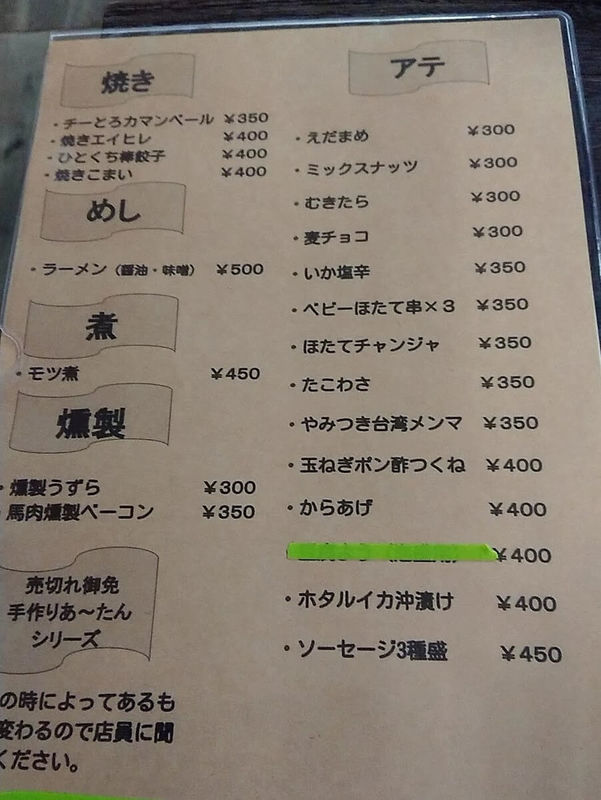 焼き
・チーとろカマンベール ¥350
・焼きエイヒレ ¥400
・ひとくち棒餃子 ¥400
・焼きこまい ¥400
めし
・ラーメン（醤油・味噌） ¥500
煮
・モツ煮 ¥450
燻製
・燻製うずら ¥300
・馬肉燻製ベーコン ¥350
売切れ御免
手作りあ～たん
シリーズ
の時によってあるも
変わるので店員に聞
ください。
アテ
・えだまめ ¥300
・ミックスナッツ ¥300
・むきたら ¥300
・麦チョコ ¥300
・いか塩辛 ¥350
・ベビーほたて串×3 ¥350
・ほたてチャンジャ ¥350
・たこわさ ¥350
・やみつき台湾メンマ ¥350
・玉ねぎポン酢つくね ¥400
・からあげ ¥400
¥400
・ホタルイカ沖漬け ¥400
・ソーセージ3種盛 ¥450